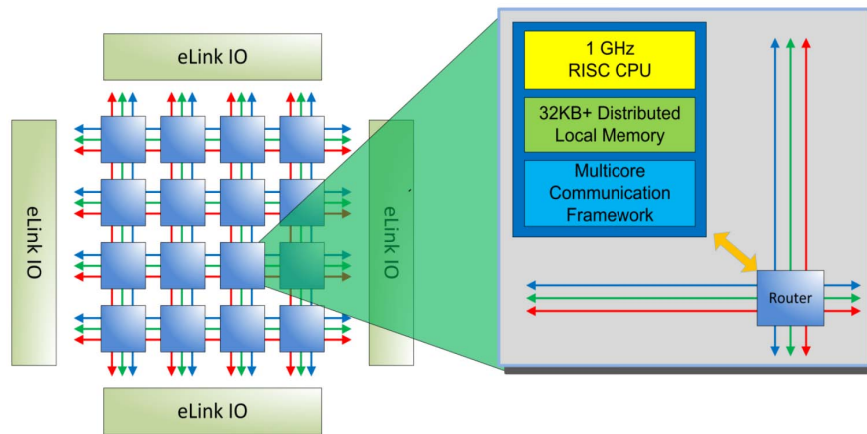 eLink IO
eLink IO
eLink IO
eLink IO
1 GHz
RISC CPU
32KB+ Distributed
Local Memory
Multicore
Communication
Framework
Router